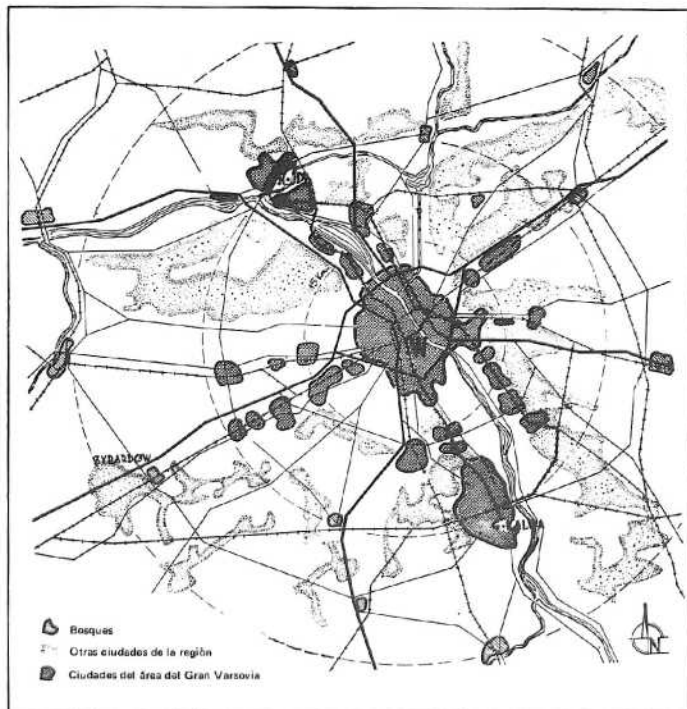 ZYRARDOW
Bosques
Otras ciudades de la región
Ciudades del área del Gran Varsovia
N